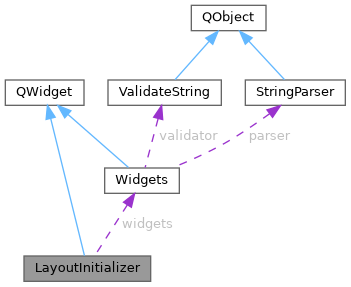 QObject
QWidget
ValidateString
StringParser
validator
parser
Widgets
widgets
LayoutInitializer